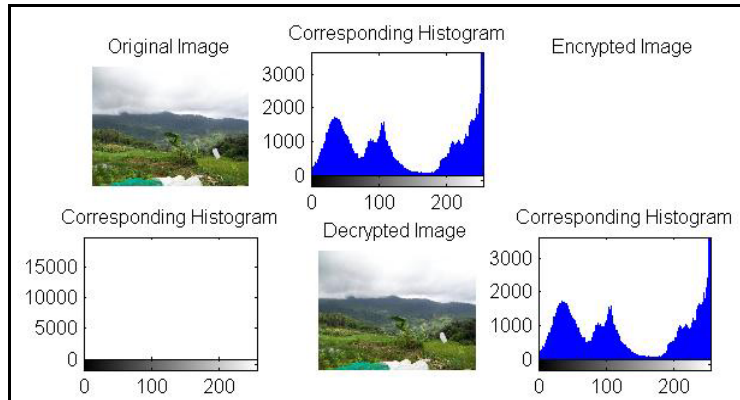 Original Image
Corresponding Histogram
Encrypted Image
3000
2000
1000
0
0 100 200
Corresponding Histogram
Decrypted Image
Corresponding Histogram
15000
10000
5000
0
0 100 200
3000
2000
1000
0
0 100 200